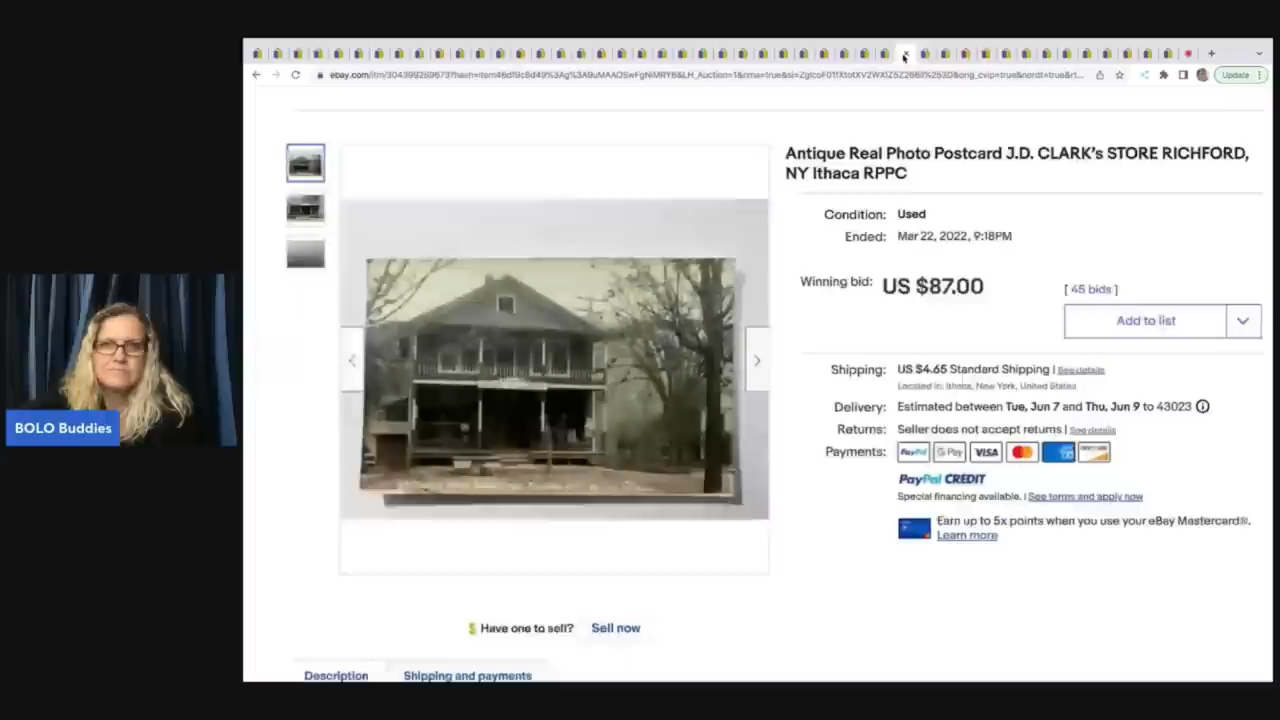 Antique Real Photo Postcard J.D. CLARK's STORE RICHFORD,
NY Ithaca RPPC
Condition: Used
Ended: Mar 22, 2022, 9:18PM
Winning bid: US $87.00 [ 45 bids ]
Add to list
Shipping: US $4.65 Standard Shipping | See details
Located in: Ithaca, New York, United States
Delivery: Estimated between Tue, Jun 7 and Thu, Jun 9 to 43023
Returns: Seller does not accept returns | See details
Payments: PayPal G Pay VISA
PayPal CREDIT
Special financing available. | See terms and apply now
Earn up to 5x points when you use your eBay Mastercard®.
Learn more
BOLO Buddies
Have one to sell? Sell now
Description Shipping and payments
Update